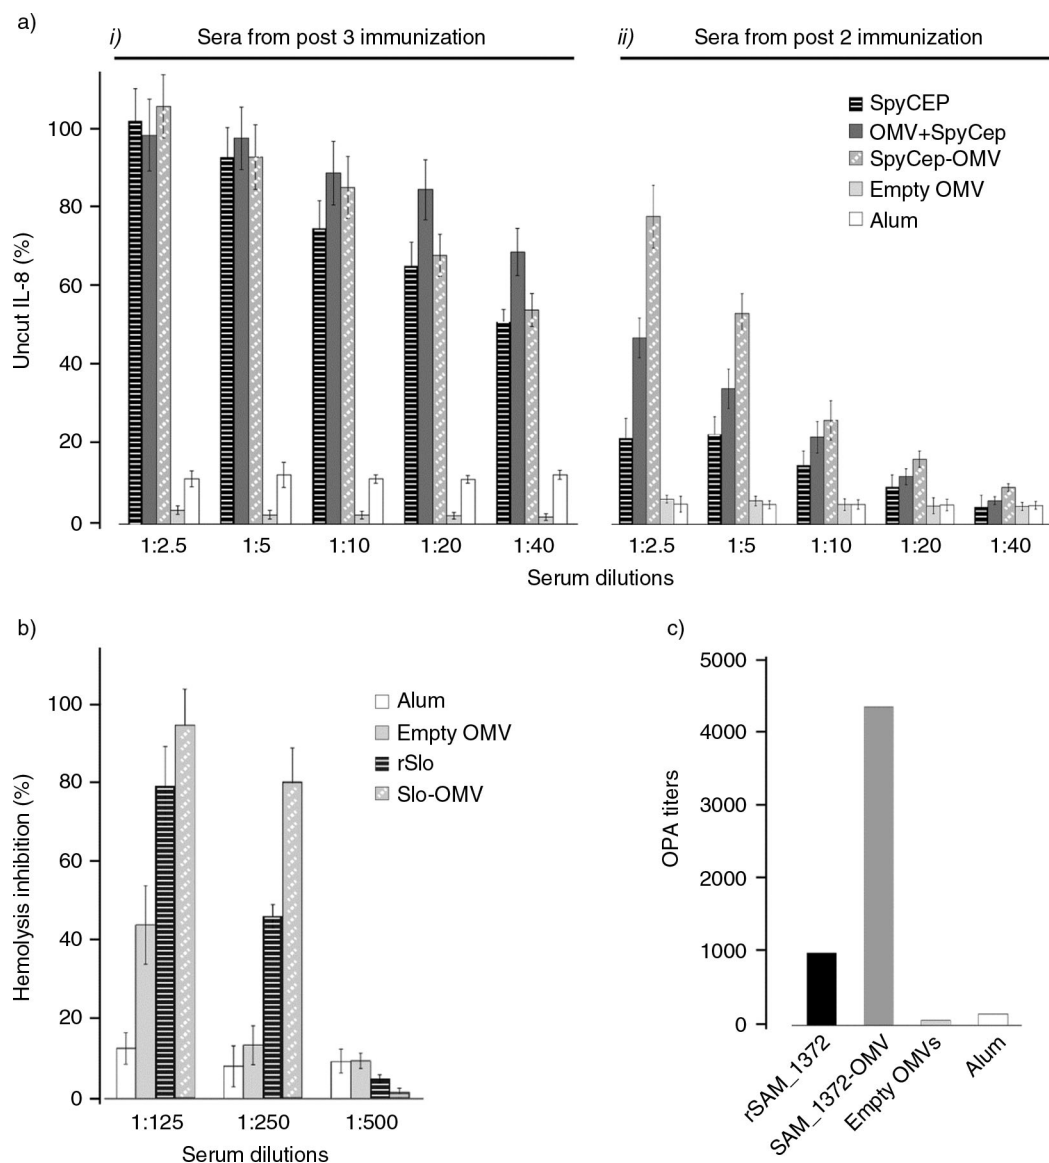 a)
i) Sera from post 3 immunization
ii) Sera from post 2 immunization
Uncut IL-8 (%)
100
80
60
40
20
0
SpyCEP
OMV+SpyCep
SpyCep-OMV
Empty OMV
Alum
1:2.5 1:5 1:10 1:20 1:40
1:2.5 1:5 1:10 1:20 1:40
Serum dilutions
b)
Hemolysis inhibition (%)
100
80
60
40
20
0
Alum
Empty OMV
rSlo
Slo-OMV
1:125 1:250 1:500
Serum dilutions
c)
OPA titers
5000
4000
3000
2000
1000
0
rSAM_1372
SAM_1372-OMV
Empty OMVs
Alum